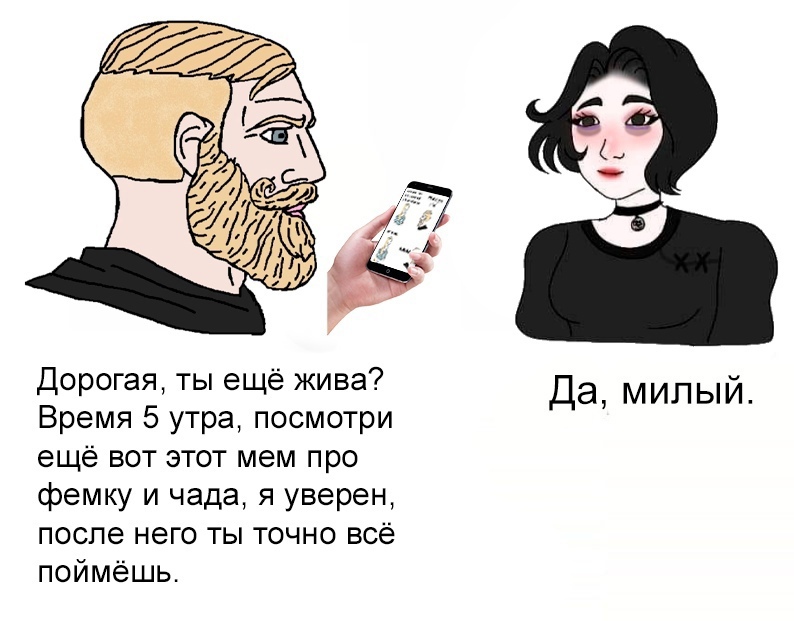 Дорогая, ты ещё жива?
Время 5 утра, посмотри
ещё вот этот мем про
фемку и чада, я уверен,
после него ты точно всё
поймёшь.
Да, милый.